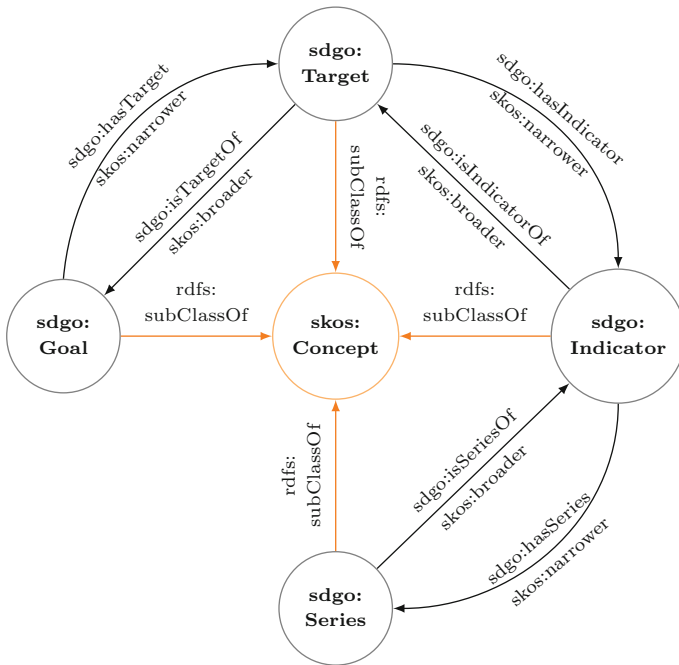 sdgo:
Target
sdgo:hasTarget
skos:narrower
sdgo:hasIndicator
skos:narrower
sdgo:isTargetOf
skos:broader
rdfs:
subClassOf
sdgo:isIndicatorOf
skos:broader
sdgo:
Goal
rdfs:
subClassOf
skos:
Concept
rdfs:
subClassOf
sdgo:
Indicator
rdfs:
subClassOf
sdgo:isSeriesOf
skos:broader
sdgo:hasSeries
skos:narrower
sdgo:
Series